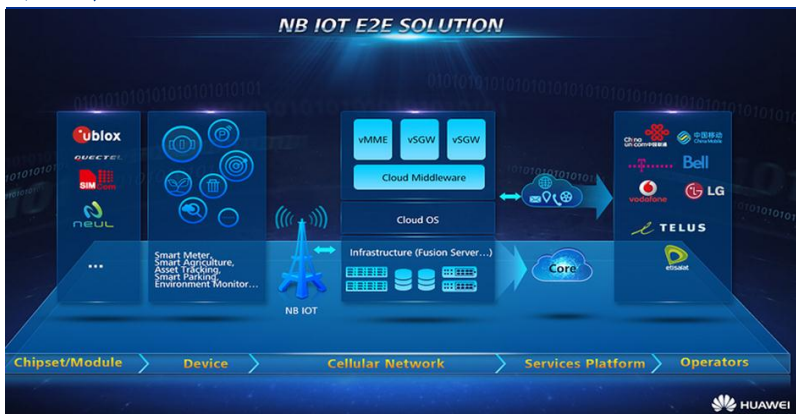 NB IOT E2E SOLUTION
ublox
QUECTEL
SIMCom
neul
...
P
Smart Meter,
Smart Agriculture,
Asset Tracking,
Smart Parking,
Environment Monitor...
NB IOT
vMME vSGW vSGW
Cloud Middleware
Cloud OS
Infrastructure (Fusion Server...)
Core
China
unicom中国联通
中国移动
China Mobile
T
Bell
vodafone
LG
TELUS
etisalat
Chipset/Module Device Cellular Network Services Platform Operators
HUAWEI